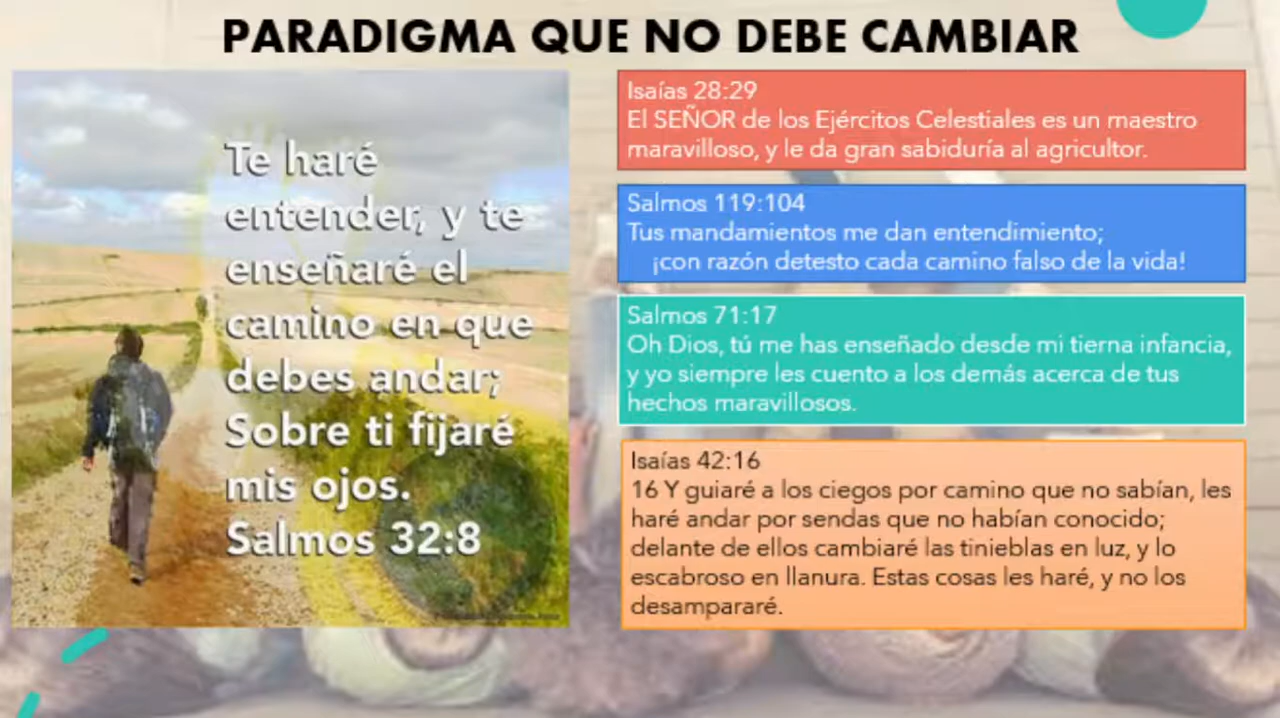 PARADIGMA QUE NO DEBE CAMBIAR
Te haré
entender, y te
enseñaré el
camino en que
debes andar;
Sobre ti fijaré
mis ojos.
Salmos 32:8
Isaías 28:29
El SEÑOR de los Ejércitos Celestiales es un maestro
maravilloso, y le da gran sabiduría al agricultor.
Salmos 119:104
Tus mandamientos me dan entendimiento;
¡con razón detesto cada camino falso de la vida!
Salmos 71:17
Oh Dios, tú me has enseñado desde mi tierna infancia,
y yo siempre les cuento a los demás acerca de tus
hechos maravillosos.
Isaías 42:16
16 Y guiaré a los ciegos por camino que no sabían, les
haré andar por sendas que no habían conocido;
delante de ellos cambiaré las tinieblas en luz, y lo
escabroso en llanura. Estas cosas les haré, y no los
desampararé.